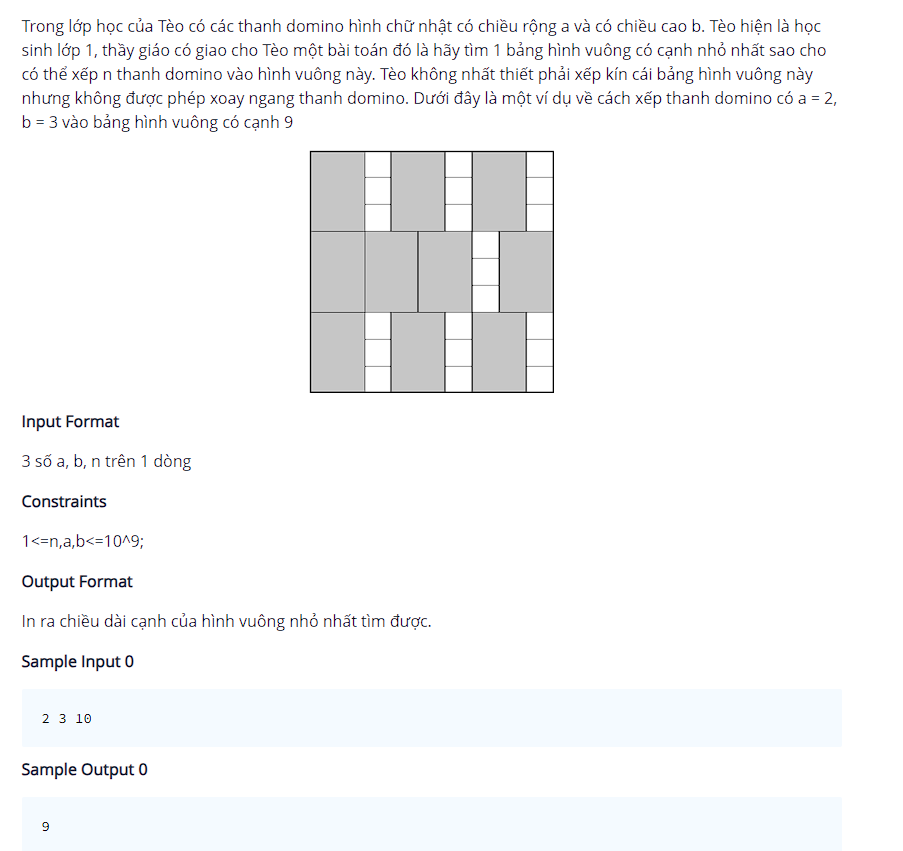 Trong lớp học của Tèo có các thanh domino hình chữ nhật có chiều rộng a và có chiều cao b. Tèo hiện là học
sinh lớp 1, thầy giáo có giao cho Tèo một bài toán đó là hãy tìm 1 bảng hình vuông có cạnh nhỏ nhất sao cho
có thể xếp n thanh domino vào hình vuông này. Tèo không nhất thiết phải xếp kín cái bảng hình vuông này
nhưng không được phép xoay ngang thanh domino. Dưới đây là một ví dụ về cách xếp thanh domino có a = 2,
b = 3 vào bảng hình vuông có cạnh 9
Input Format
3 số a, b, n trên 1 dòng
Constraints
1<=n,a,b<=10^9;
Output Format
In ra chiều dài cạnh của hình vuông nhỏ nhất tìm được.
Sample Input 0
2 3 10
Sample Output 0
9